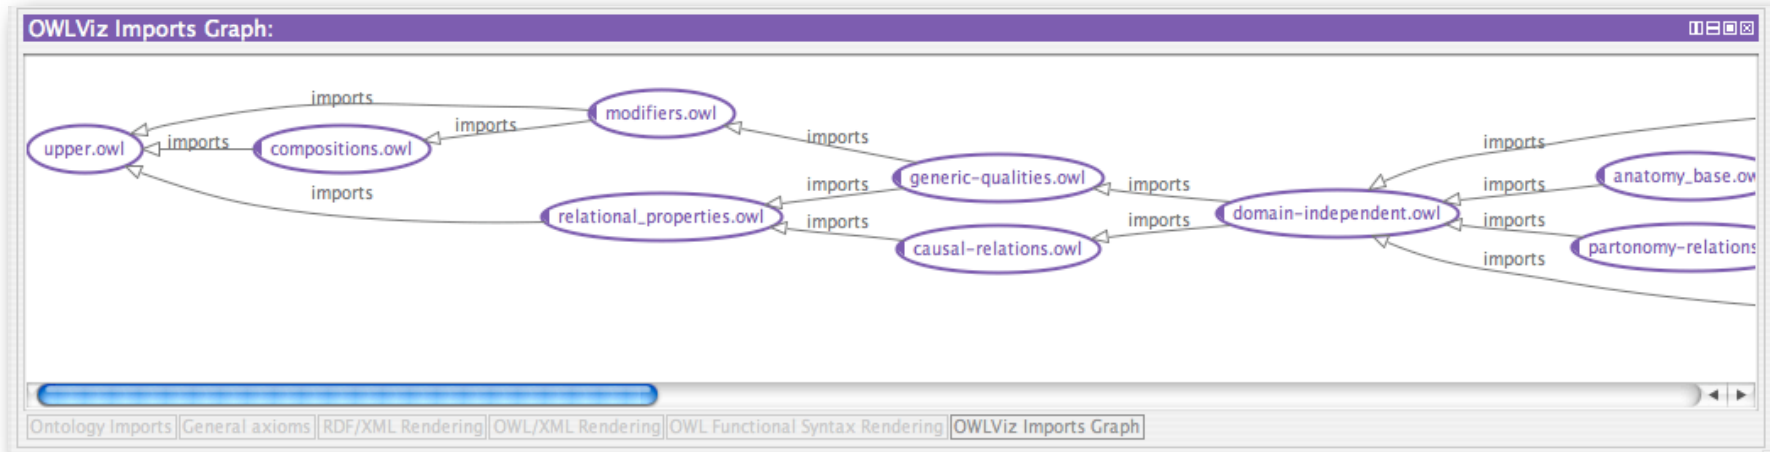 OWLViz Imports Graph:
imports
modifiers.owl
imports
imports
imports
upper.owl
imports
compositions.owl
generic-qualities.owl
imports
imports
imports
anatomy_base.ow
imports
relational_properties.owl
imports
domain-independent.owl
imports
imports
causal-relations.owl
partonomy-relations
imports
Ontology Imports General axioms RDF/XML Rendering OWL/XML Rendering OWL Functional Syntax Rendering OWLViz Imports Graph